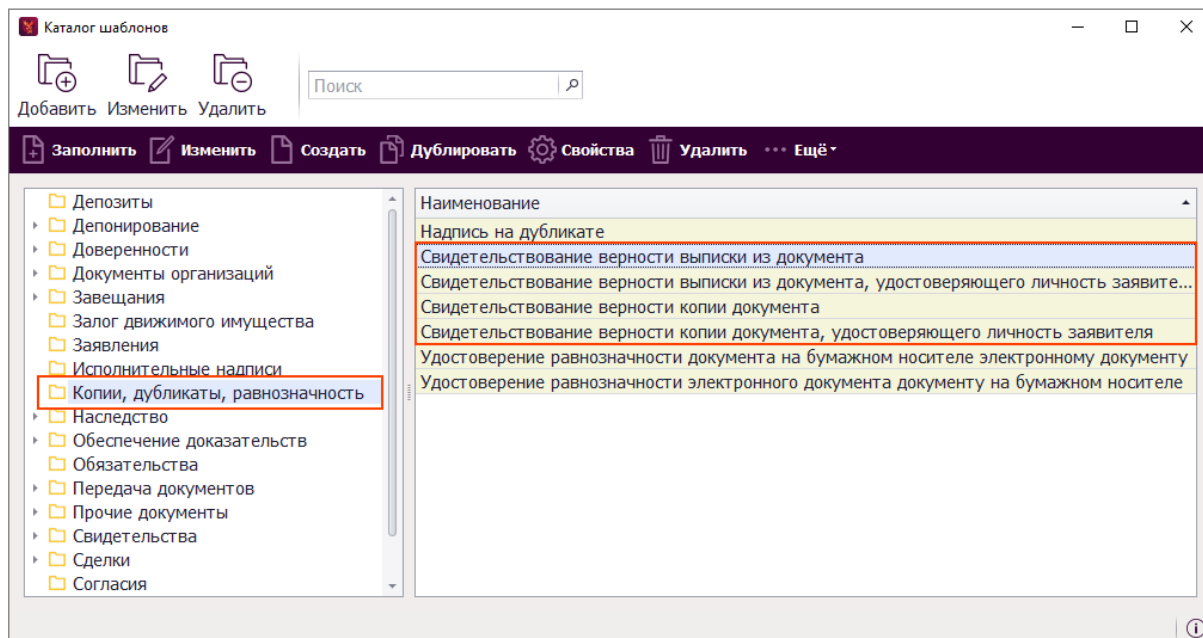 Каталог шаблонов
Добавить Изменить Удалить
Поиск
Заполнить Изменить Создать Дублировать Свойства Удалить ··· Ещё
Депозиты
Депонирование
Доверенности
Документы организаций
Завещания
Залог движимого имущества
Заявления
Исполнительные надписи
Копии, дубликаты, равнозначность
Наследство
Обеспечение доказательств
Обязательства
Передача документов
Прочие документы
Свидетельства
Сделки
Согласия
Наименование
Надпись на дубликате
Свидетельствование верности выписки из документа
Свидетельствование верности выписки из документа, удостоверяющего личность заявите...
Свидетельствование верности копии документа
Свидетельствование верности копии документа, удостоверяющего личность заявителя
Удостоверение равнозначности документа на бумажном носителе электронному документу
Удостоверение равнозначности электронного документа документу на бумажном носителе